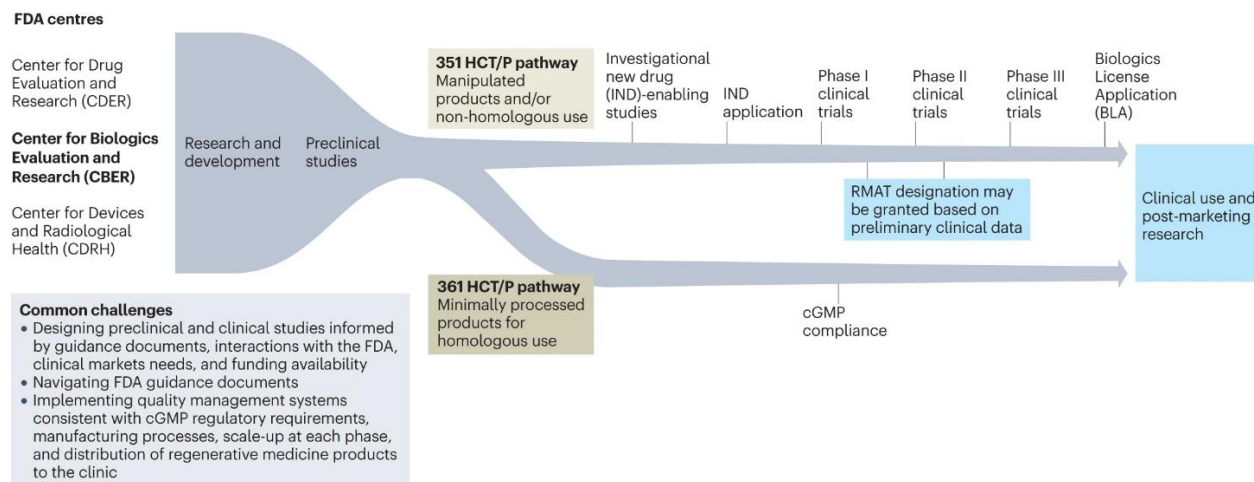 FDA centres
Center for Drug
Evaluation and
Research (CDER)
Center for Biologics
Evaluation and
Research (CBER)
Center for Devices
and Radiological
Health (CDRH)
Research and
development
Preclinical
studies
351 HCT/P pathway
Manipulated
products and/or
non-homologous use
Investigational
new drug
(IND)-enabling
studies
IND
application
Phase I
clinical
trials
Phase II
clinical
trials
Phase III
clinical
trials
Biologics
License
Application
(BLA)
RMAT designation may
be granted based on
preliminary clinical data
Clinical use and
post-marketing
research
361 HCT/P pathway
Minimally processed
products for
homologous use
cGMP
compliance
Common challenges
• Designing preclinical and clinical studies informed
by guidance documents, interactions with the FDA,
clinical markets needs, and funding availability
• Navigating FDA guidance documents
• Implementing quality management systems
consistent with cGMP regulatory requirements,
manufacturing processes, scale-up at each phase,
and distribution of regenerative medicine products
to the clinic